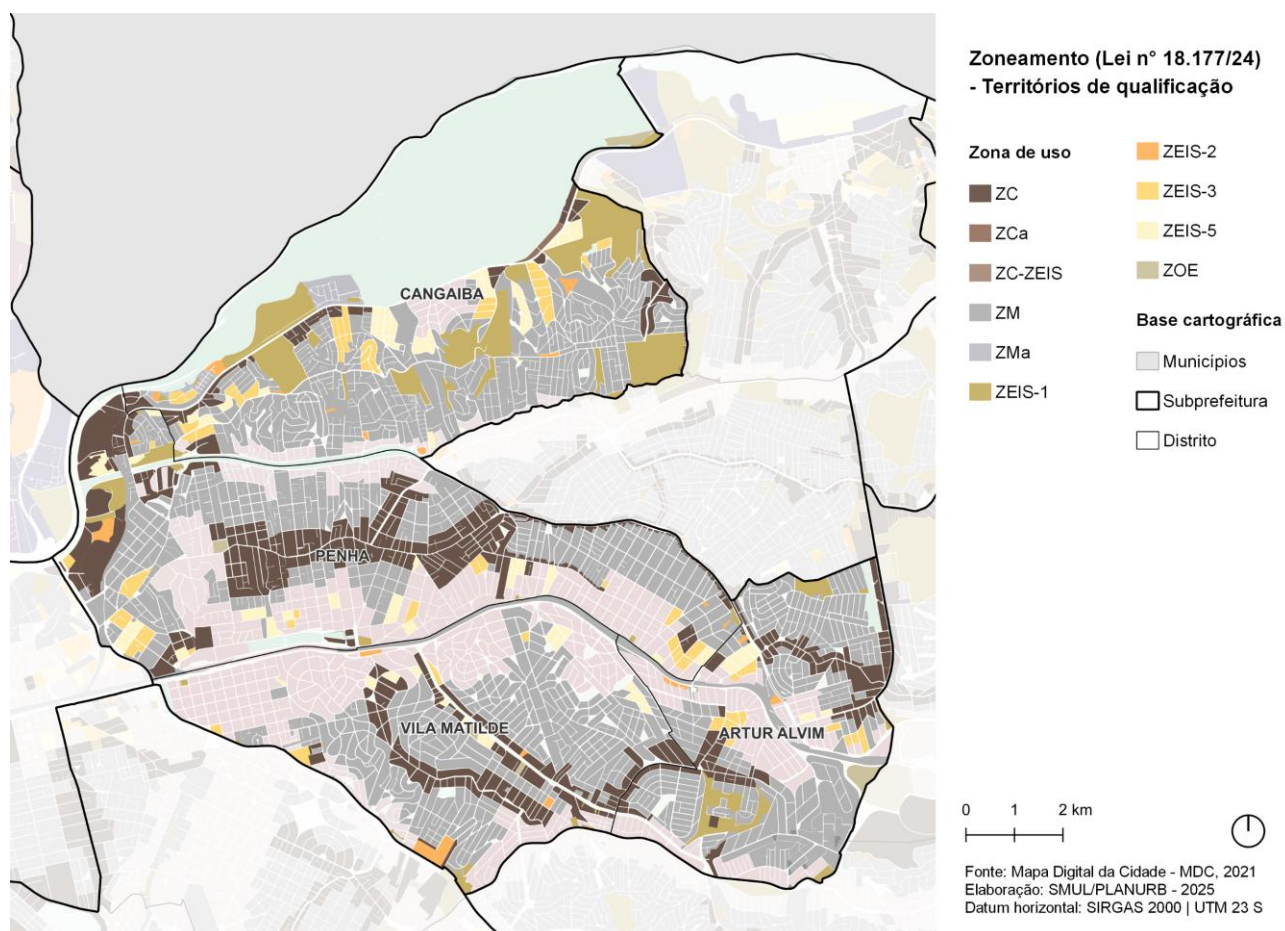 Zoneamento (Lei n° 18.177/24)
- Territórios de qualificação
Zona de uso
ZC
ZCa
ZC-ZEIS
ZM
ZMa
ZEIS-1
ZEIS-2
ZEIS-3
ZEIS-5
ZOE
Base cartográfica
Municípios
Subprefeitura
Distrito
CANGAIBA
PENHA
VILA MATILDE
ARTUR ALVIM
0 1 2 km
Fonte: Mapa Digital da Cidade - MDC, 2021
Elaboração: SMUL/PLANURB - 2025
Datum horizontal: SIRGAS 2000 | UTM 23 S